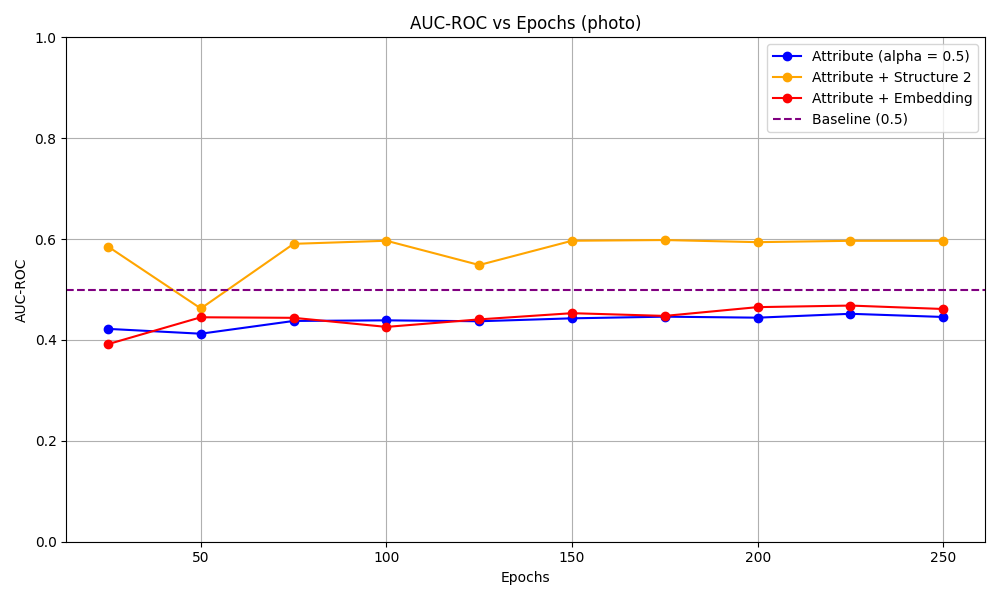 AUC-ROC vs Epochs (photo)
Attribute (alpha = 0.5)
Attribute + Structure 2
Attribute + Embedding
Baseline (0.5)
AUC-ROC
1.0
0.8
0.6
0.4
0.2
0.0
50
100
150
200
250
Epochs